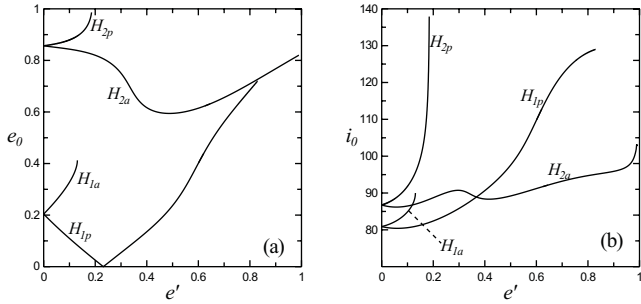 1
0.8
0.6
0.4
0.2
0
e₀
H₂ₚ
H₂ₐ
H₁ₐ
H₁ₚ
(a)
0 0.2 0.4 0.6 0.8 1
e′
140
130
120
110
100
90
80
i₀
H₂ₚ
H₁ₚ
H₂ₐ
H₁ₐ
(b)
0 0.2 0.4 0.6 0.8 1
e′